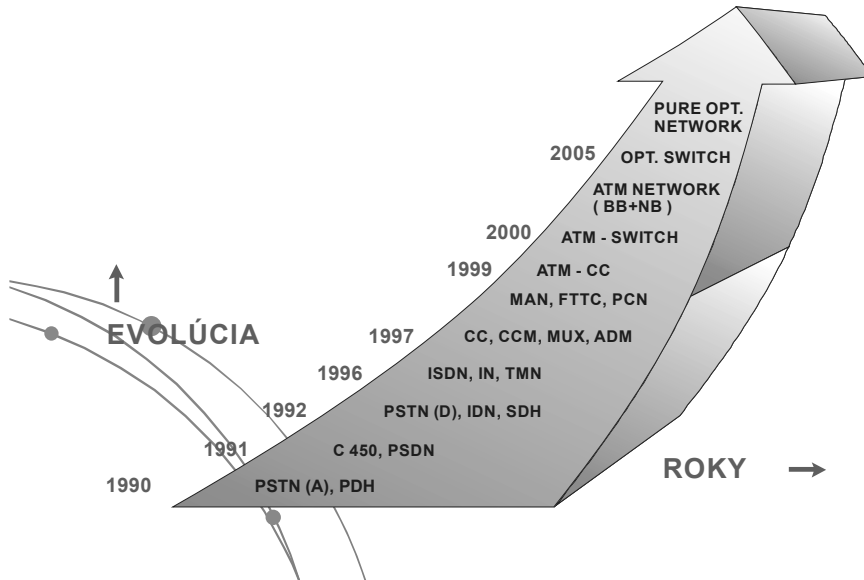 PURE OPT.
NETWORK
2005
OPT. SWITCH
ATM NETWORK
( BB+NB )
2000
ATM - SWITCH
1999
ATM - CC
MAN, FTTC, PCN
EVOLÚCIA
1997
CC, CCM, MUX, ADM
1996
ISDN, IN, TMN
1992
PSTN (D), IDN, SDH
1991
C 450, PSDN
ROKY
1990
PSTN (A), PDH